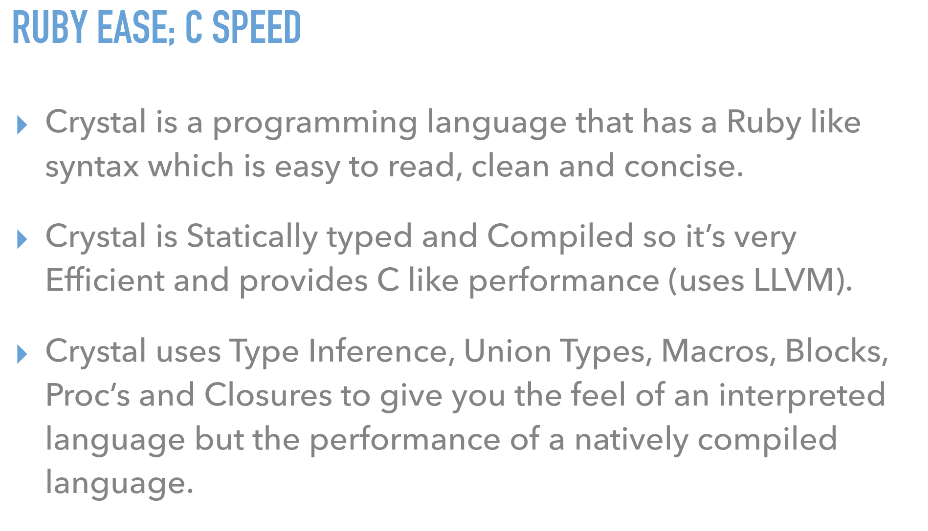 RUBY EASE; C SPEED
Crystal is a programming language that has a Ruby like
syntax which is easy to read, clean and concise.
Crystal is Statically typed and Compiled so it’s very
Efficient and provides C like performance (uses LLVM).
Crystal uses Type Inference, Union Types, Macros, Blocks,
Proc’s and Closures to give you the feel of an interpreted
language but the performance of a natively compiled
language.